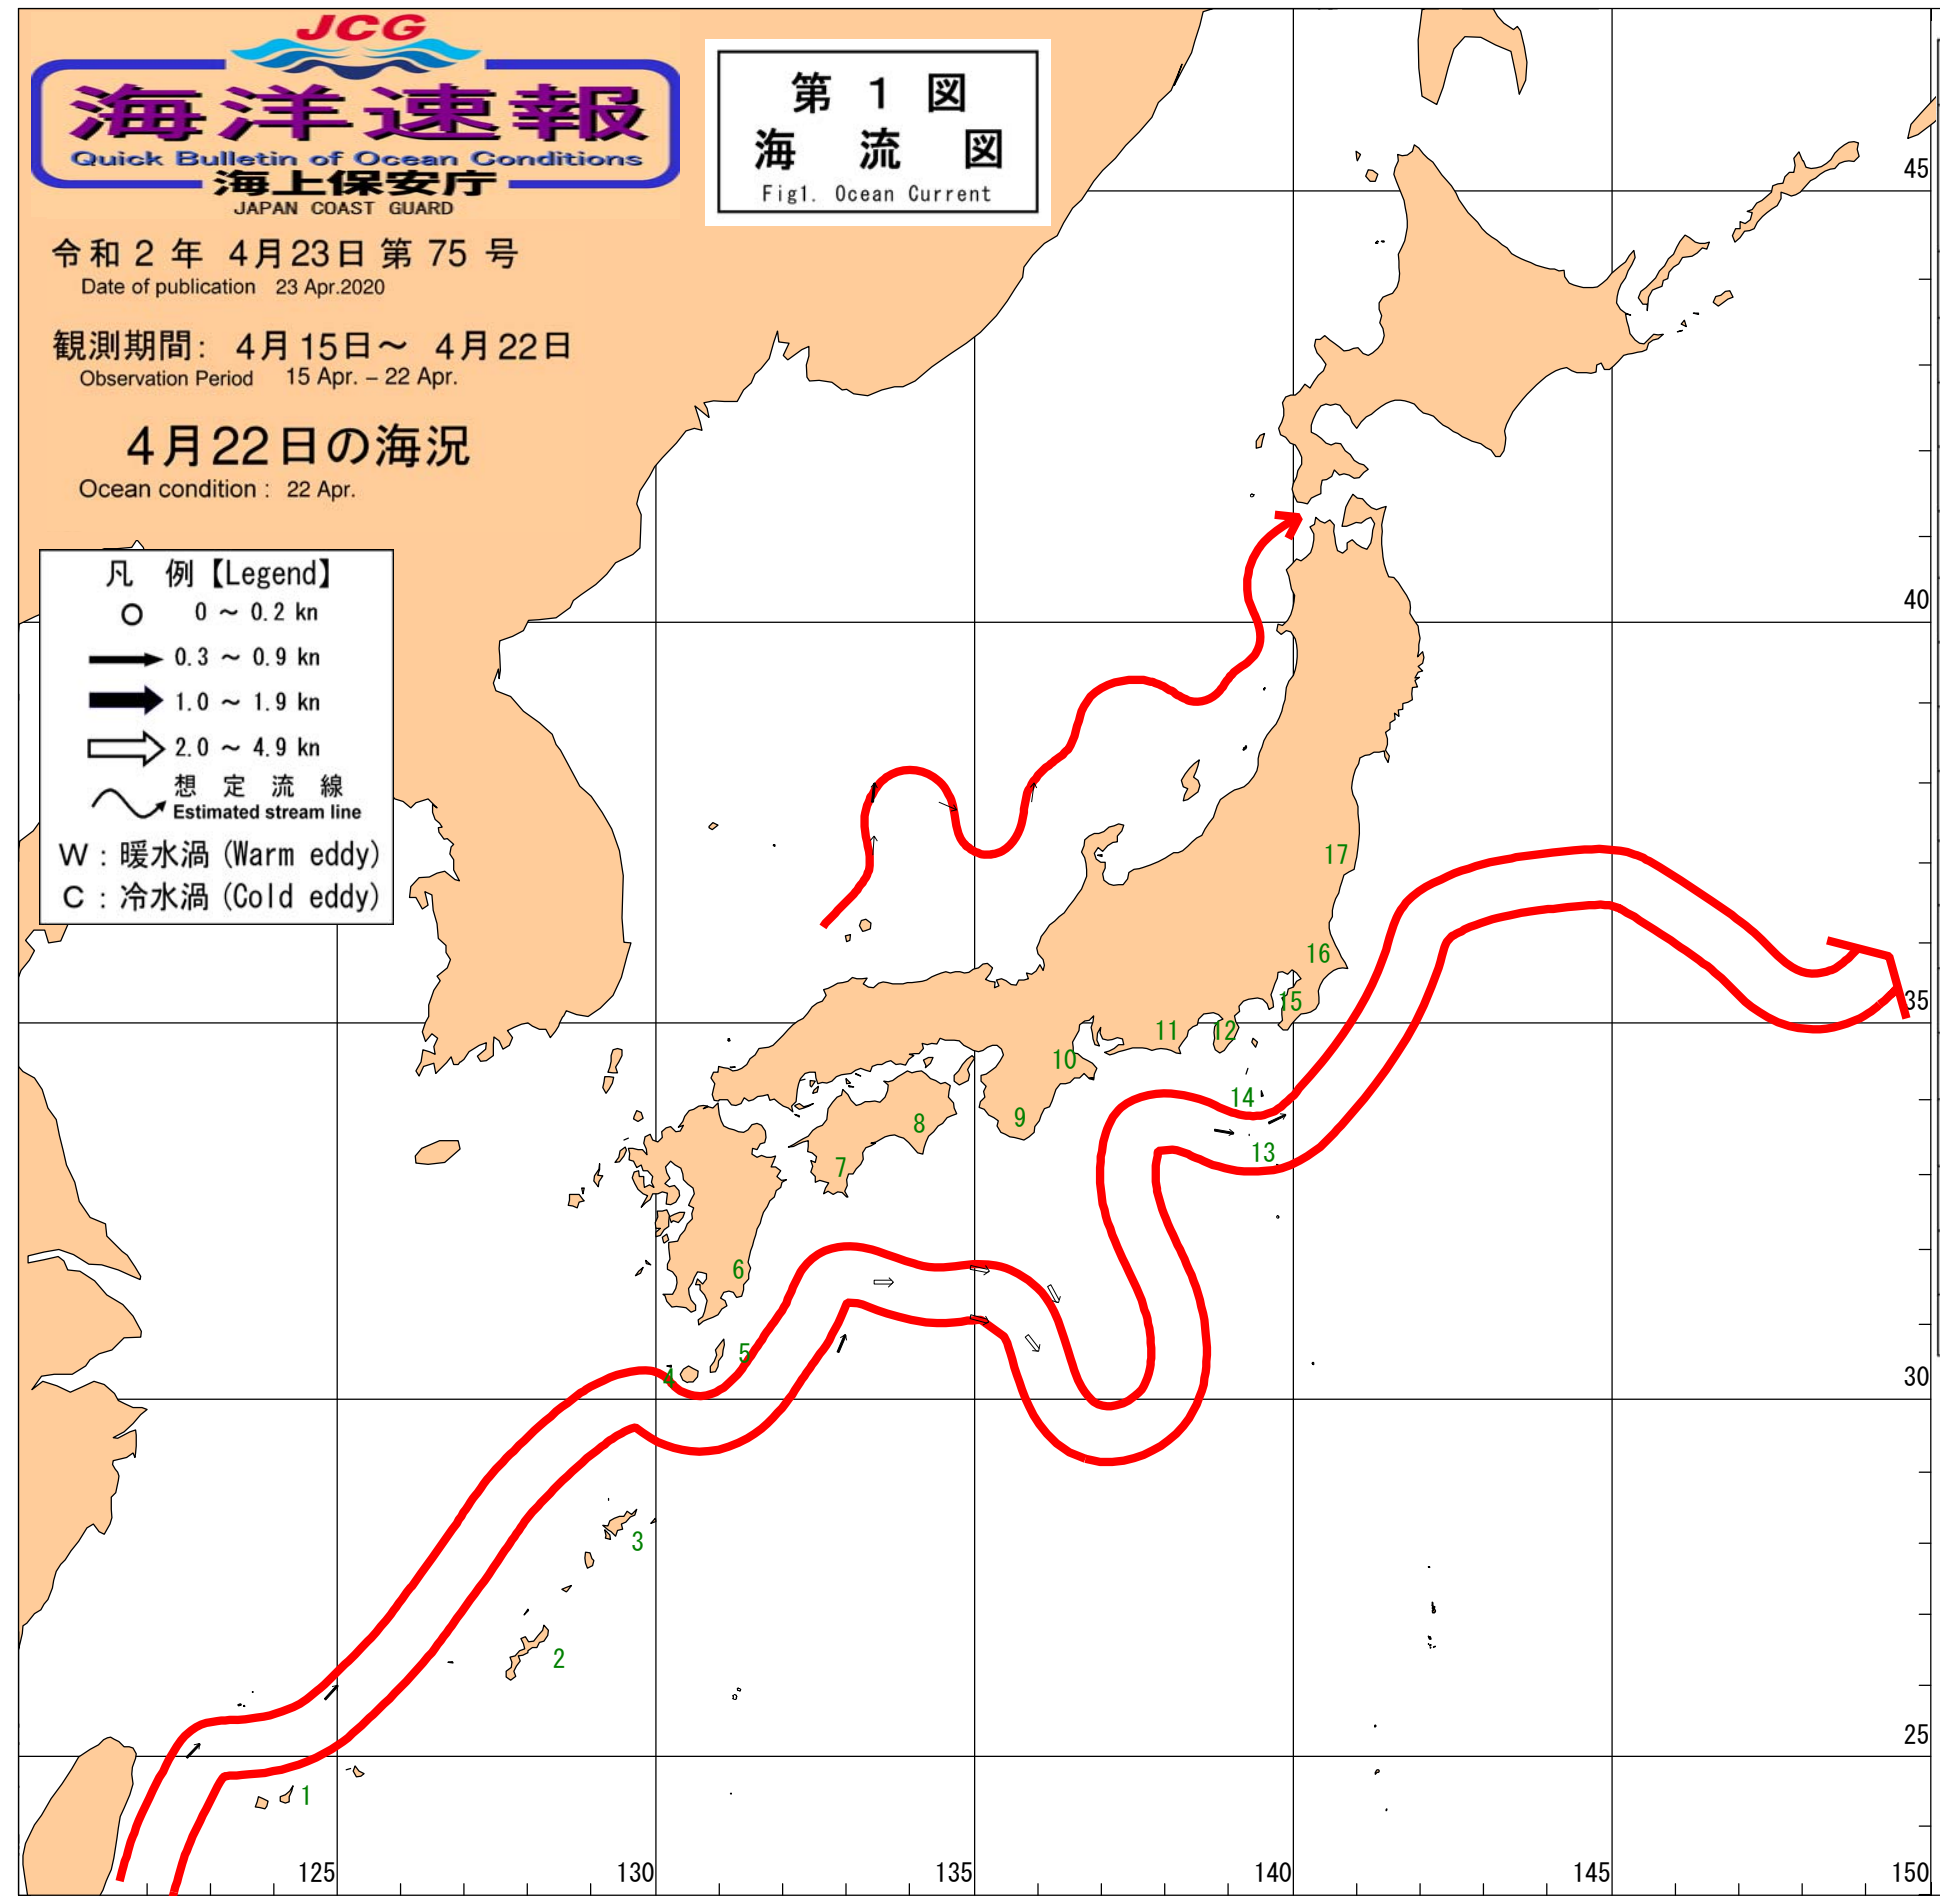 JCG
海洋速報
Quick Bulletin of Ocean Conditions
海上保安庁
JAPAN COAST GUARD
令和 2 年 4月23日 第 75 号
Date of publication 23 Apr.2020
観測期間: 4月15日～ 4月22日
Observation Period 15 Apr. – 22 Apr.
4月22日の海況
Ocean condition : 22 Apr.
第 1 図
海 流 図
Fig1. Ocean Current
凡 例【Legend】
0 ～ 0.2 kn
0.3 ～ 0.9 kn
1.0 ～ 1.9 kn
2.0 ～ 4.9 kn
想 定 流 線
Estimated stream line
W : 暖水渦 (Warm eddy)
C : 冷水渦 (Cold eddy)
45
40
35
30
25
17
16
15
12
11
10
14
9
8
13
7
6
5
4
3
2
1
125
130
135
140
145
150